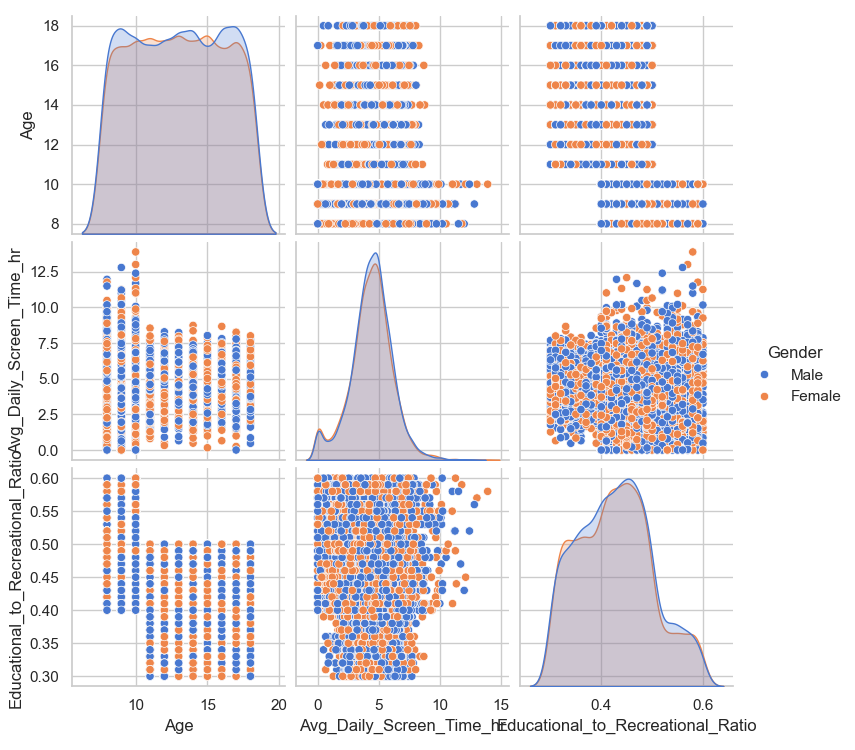 18
16
14
12
10
8
Age
12.5
10.0
7.5
5.0
2.5
0.0
Avg_Daily_Screen_Time_hr
0.60
0.55
0.50
0.45
0.40
0.35
0.30
Educational_to_Recreational_Ratio
10 15 20
Age
0 5 10 15
Avg_Daily_Screen_Time_hr
0.4 0.6
Educational_to_Recreational_Ratio
Gender
Male
Female